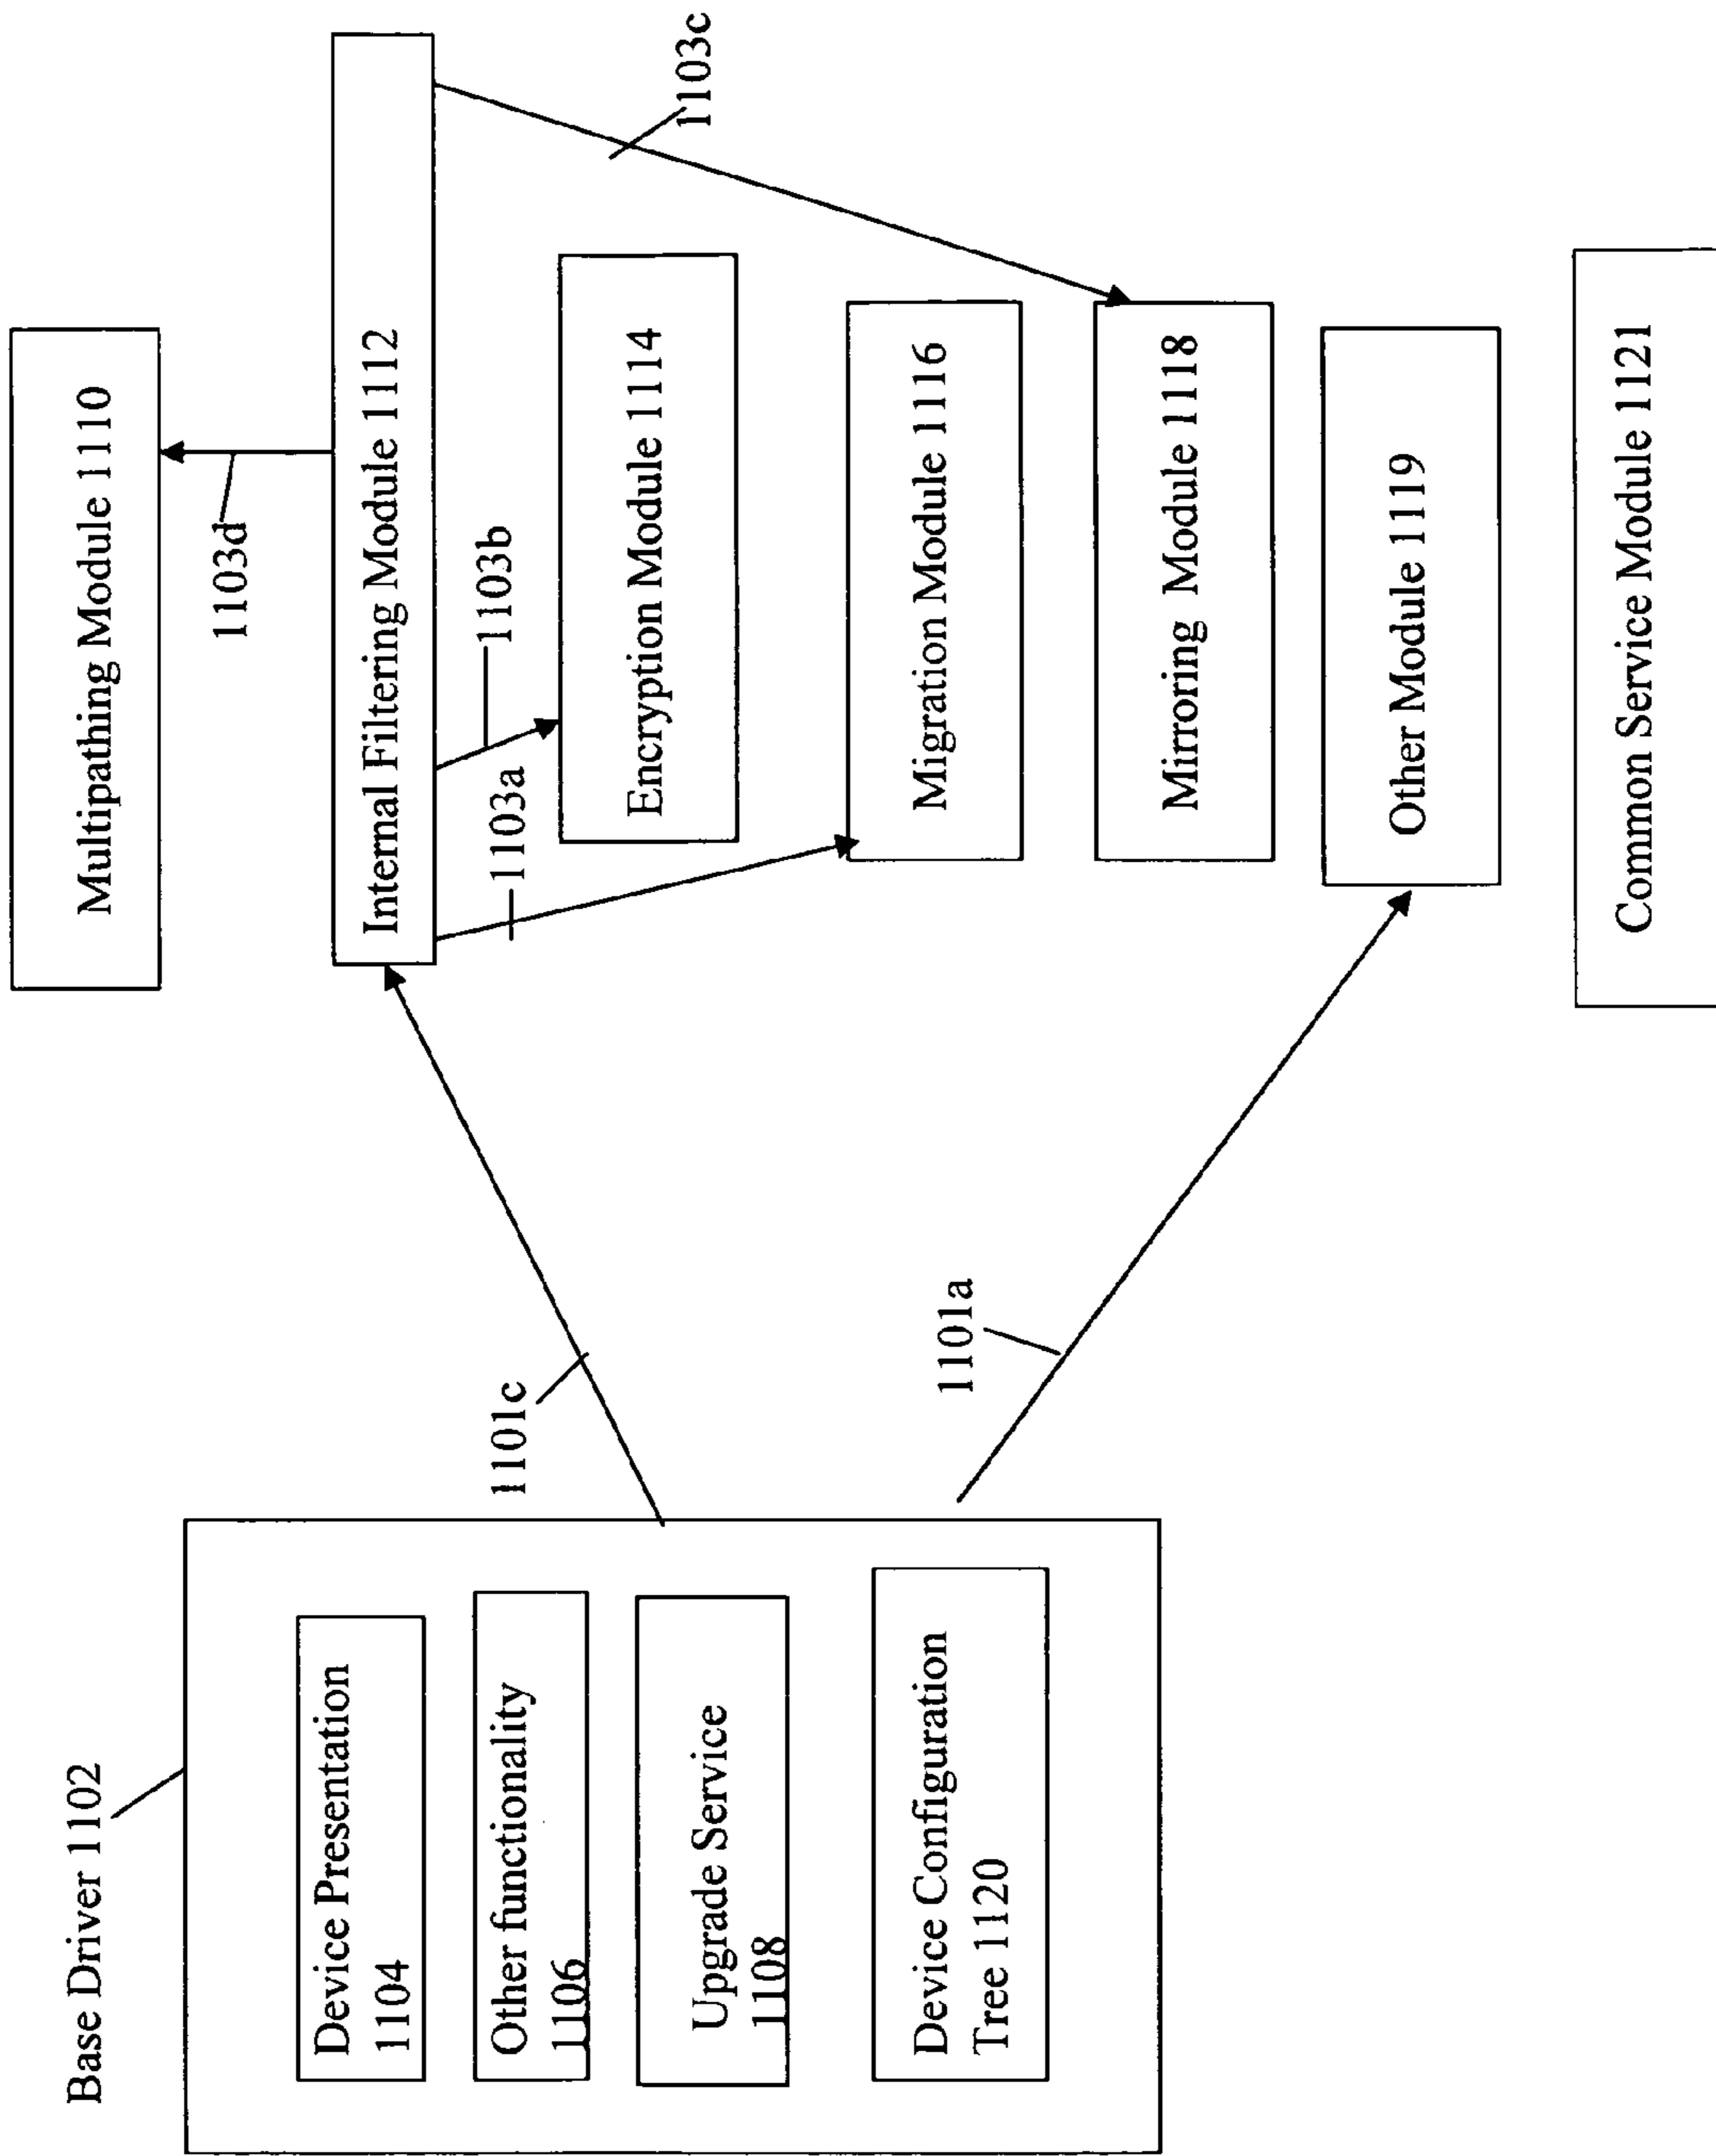 Base Driver 1102
Device Presentation
1104
Other functionality
1106
Upgrade Service
1108
Device Configuration
Tree 1120
1101c
1101a
Multipathing Module 1110
1103d
Internal Filtering Module 1112
1103a
1103b
1103c
Encryption Module 1114
Migration Module 1116
Mirroring Module 1118
Other Module 1119
Common Service Module 1121